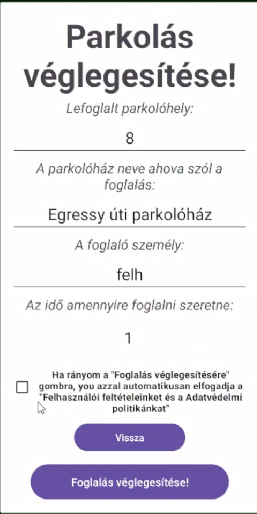 Parkolás
véglegesítése!
Lefoglalt parkolóhely:
8
A parkolóház neve ahova szól a
foglalás:
Egressy úti parkolóház
A foglaló személy:
felh
Az idő amennyire foglalni szeretne:
1
Ha rányom a "Foglalás véglegesítésére"
gombra, you azzal automatikusan elfogadja a
"Felhasználói feltételeinket és a Adatvédelmi
politikánkat"
Vissza
Foglalás véglegesítése!